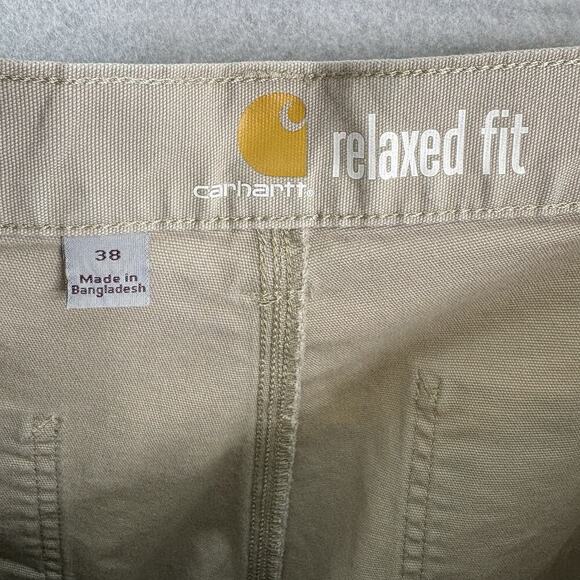 carhartt®
relaxed fit
38
Made in
Bangladesh